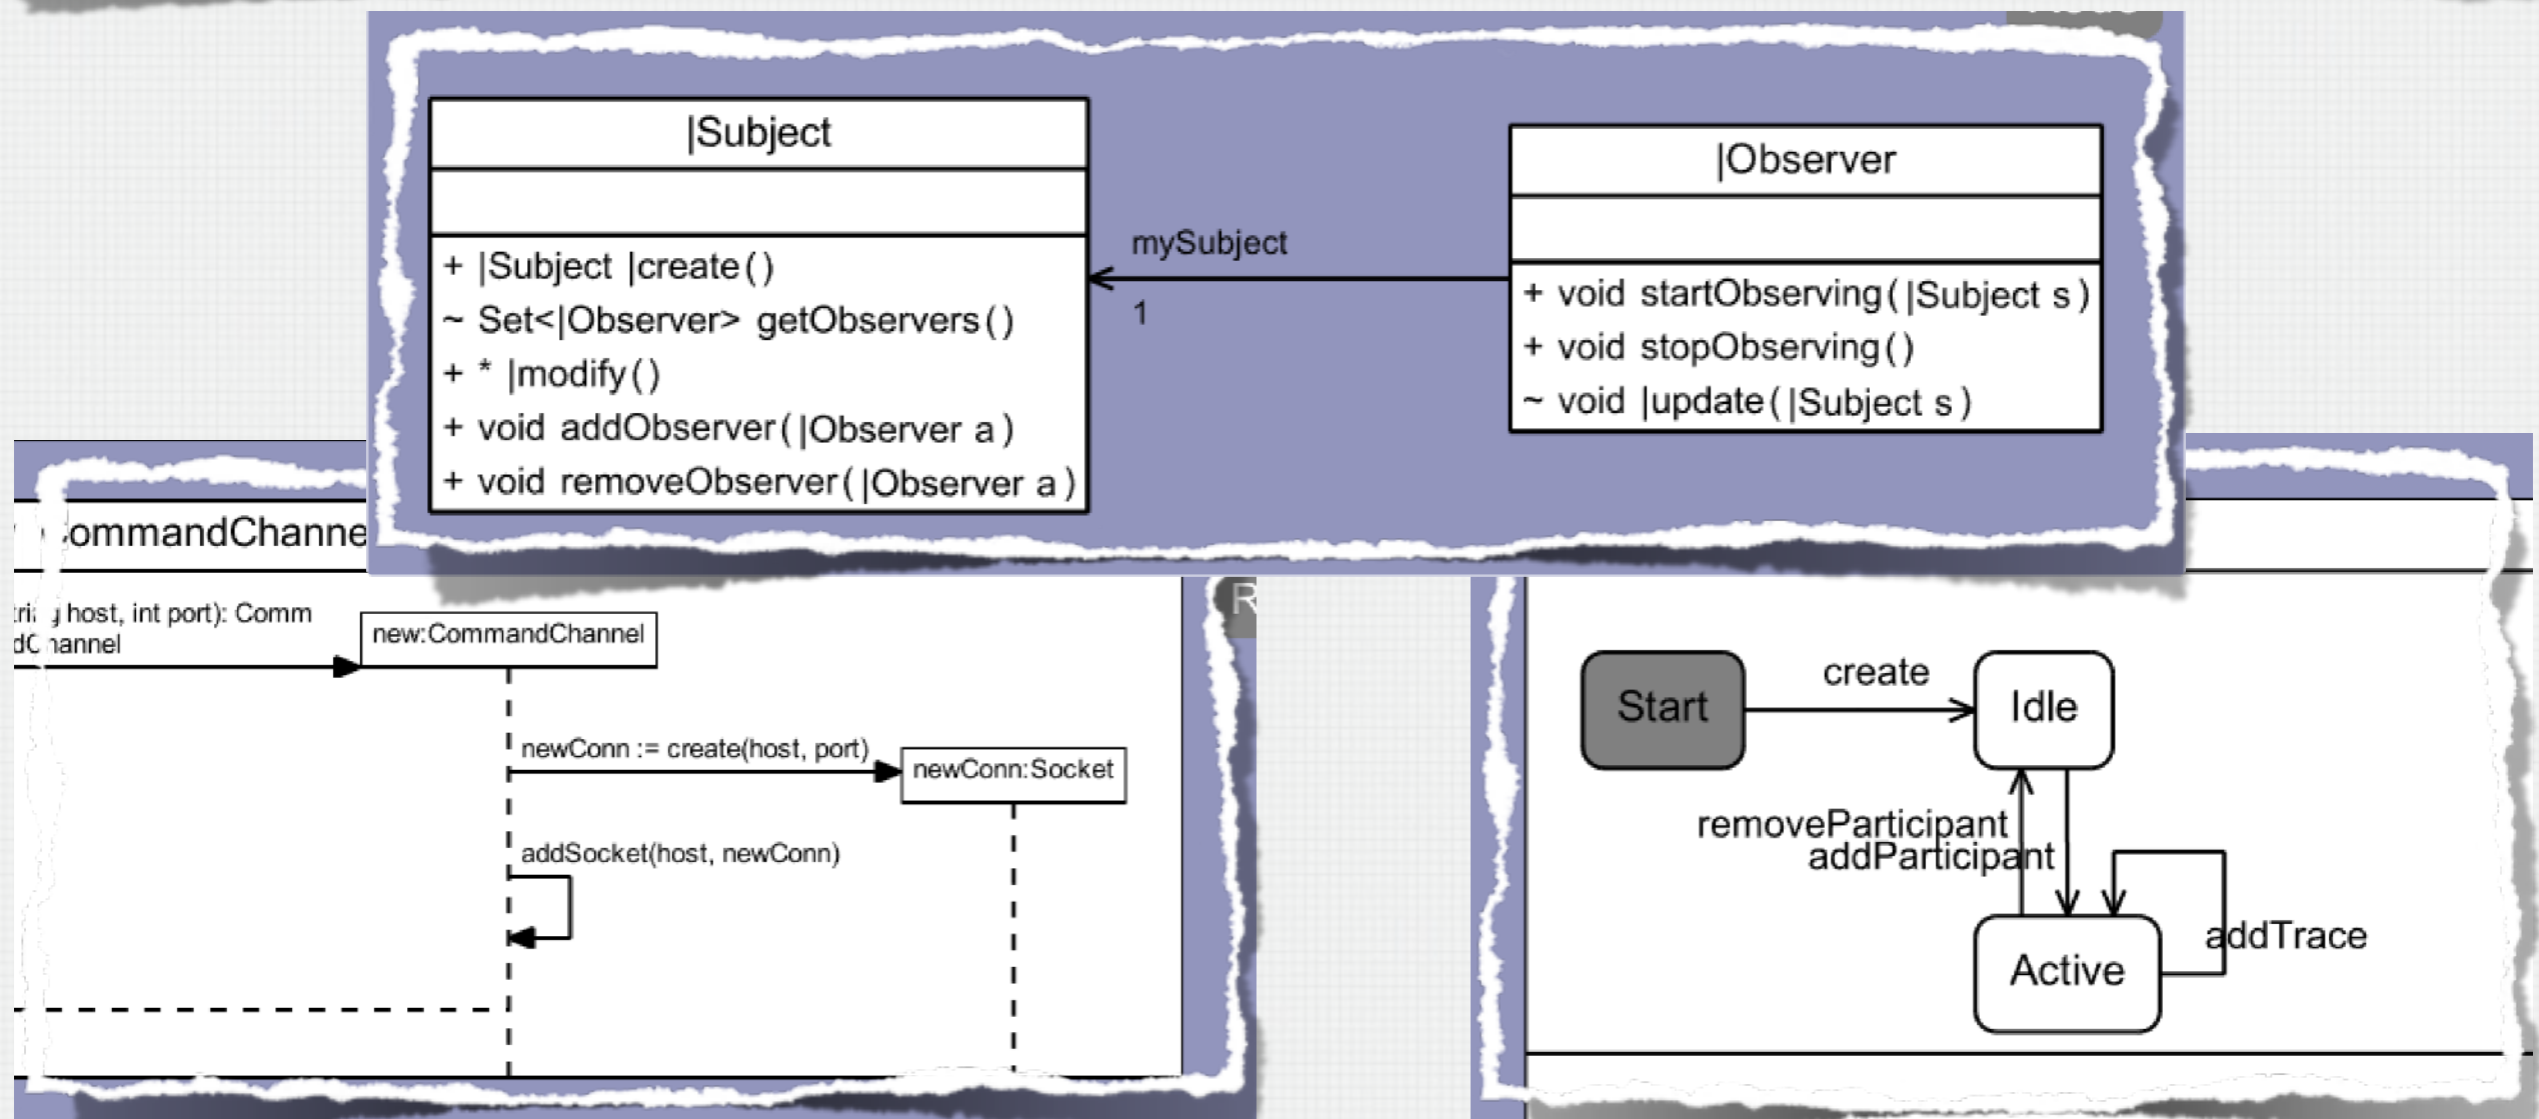 |Subject
+ |Subject |create()
~ Set<|Observer> getObservers()
+ * |modify()
+ void addObserver(|Observer a)
+ void removeObserver(|Observer a)
mySubject
1
|Observer
+ void startObserving(|Subject s)
+ void stopObserving()
~ void |update(|Subject s)
host, int port): Comm
new:CommandChannel
newConn := create(host, port)
newConn:Socket
addSocket(host, newConn)
Start
create
Idle
removeParticipant
addParticipant
addTrace
Active